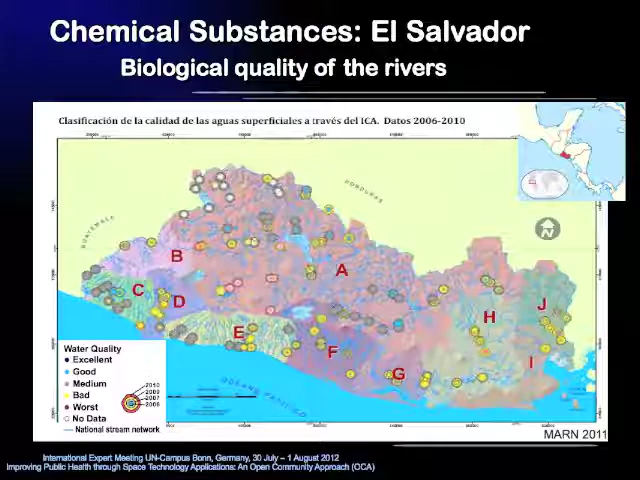 Chemical Substances: El Salvador
Biological quality of the rivers
Clasificación de la calidad de las aguas superficiales a través del ICA. Datos 2006-2010
HONDURAS
GUATEMALA
N
B
A
C
D
J
H
E
F
I
G
OCEANO PACIFICO
Water Quality
Excellent
Good
Medium
Bad
Worst
No Data
National stream network
2010
2009
2007
2006
MARN 2011
International Expert Meeting UN-Campus Bonn, Germany, 30 July – 1 August 2012
Improving Public Health through Space Technology Applications: An Open Community Approach (OCA)